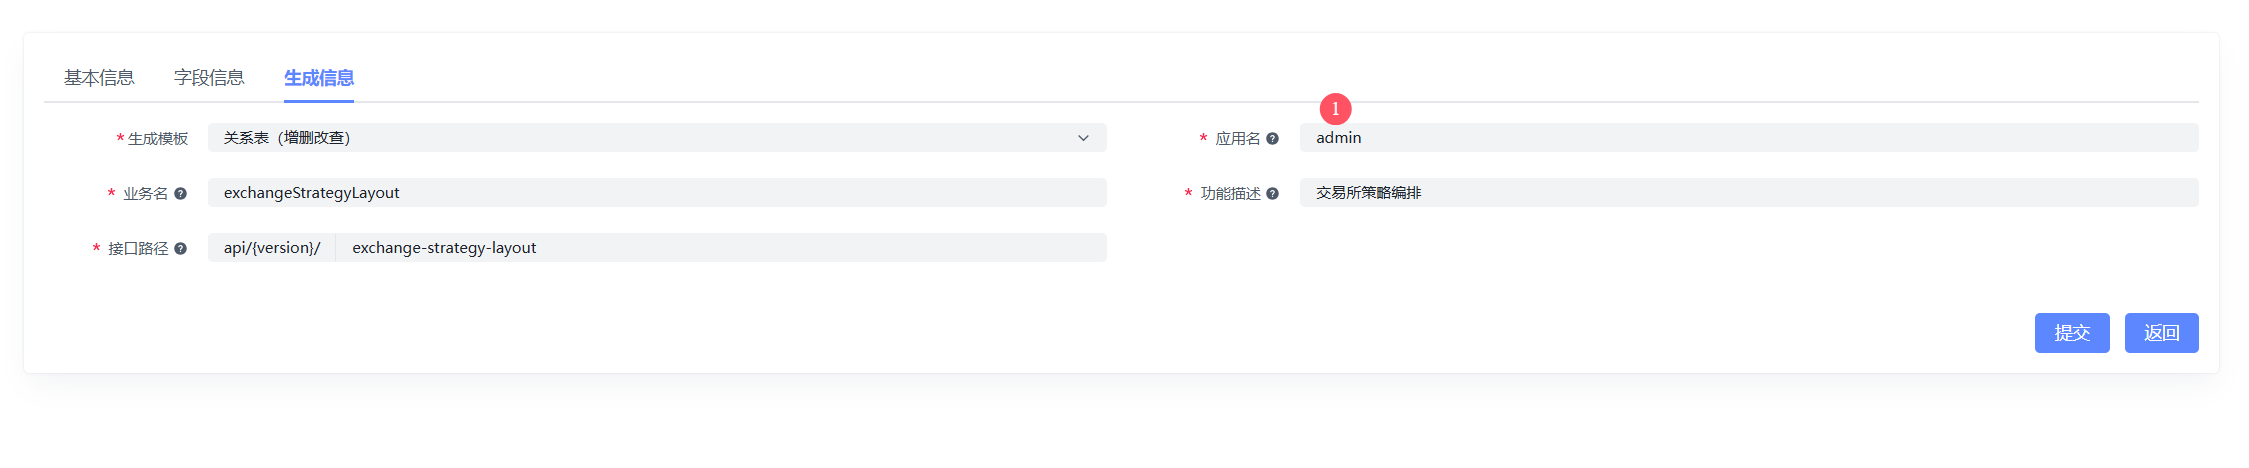 基本信息 字段信息 生成信息
1
* 生成模板 关系表（增删改查） * 应用名 ? admin
* 业务名 ? exchangeStrategyLayout * 功能描述 ? 交易所策略编排
* 接口路径 ? api/{version}/ exchange-strategy-layout
提交 返回